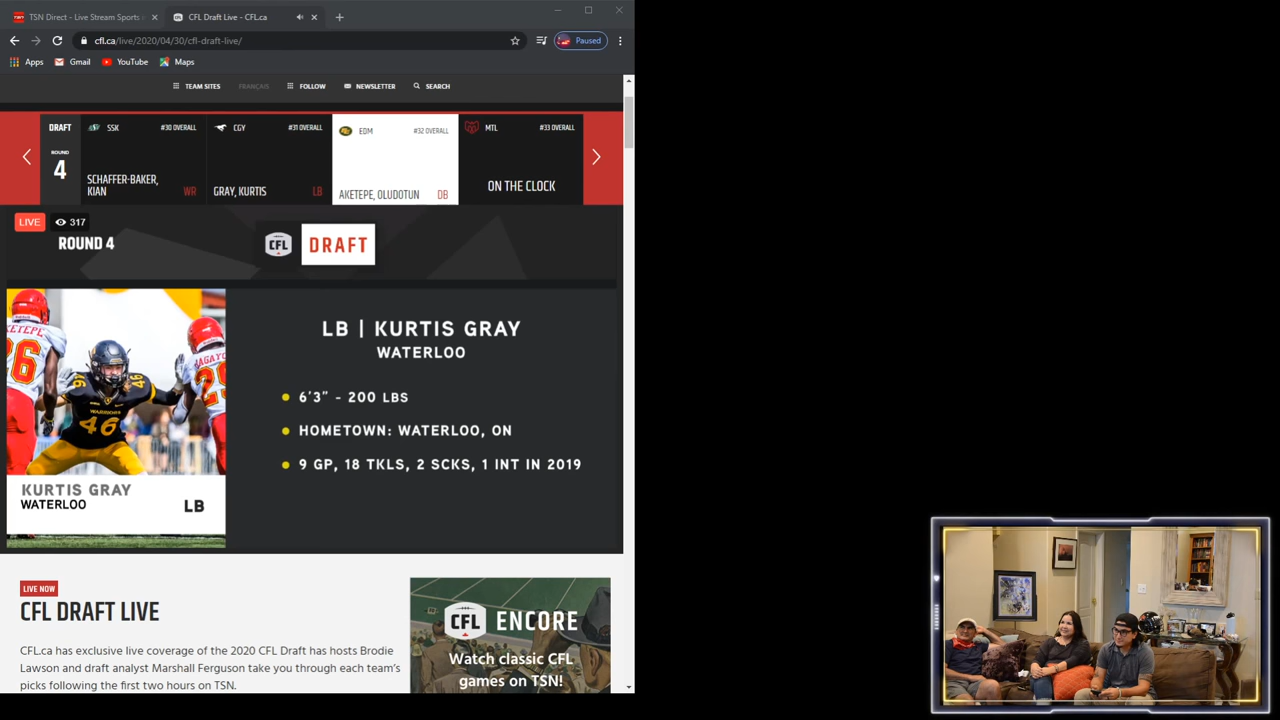 TSN Direct - Live Stream Sports
CFL Draft Live - CFL.ca
cfl.ca/live/2020/04/30/cfl-draft-live/
Paused
Apps
Gmail
YouTube
Maps
TEAM SITES
FRANÇAIS
FOLLOW
NEWSLETTER
SEARCH
DRAFT
ROUND
4
SSK
#30 OVERALL
SCHAFFER-BAKER,
KIAN
WR
CGY
#31 OVERALL
GRAY, KURTIS
LB
EDM
#32 OVERALL
AKETEPE, OLUDOTUN
DB
MTL
#33 OVERALL
ON THE CLOCK
LIVE
317
ROUND 4
CFL
DRAFT
WARRIORS
46
KURTIS GRAY
WATERLOO
LB
LB | KURTIS GRAY
WATERLOO
6'3" - 200 LBS
HOMETOWN: WATERLOO, ON
9 GP, 18 TKLS, 2 SCKS, 1 INT IN 2019
LIVE NOW
CFL DRAFT LIVE
CFL.ca has exclusive live coverage of the 2020 CFL Draft has hosts Brodie
Lawson and draft analyst Marshall Ferguson take you through each team's
picks following the first two hours on TSN.
CFL
ENCORE
Watch classic CFL
games on TSN!